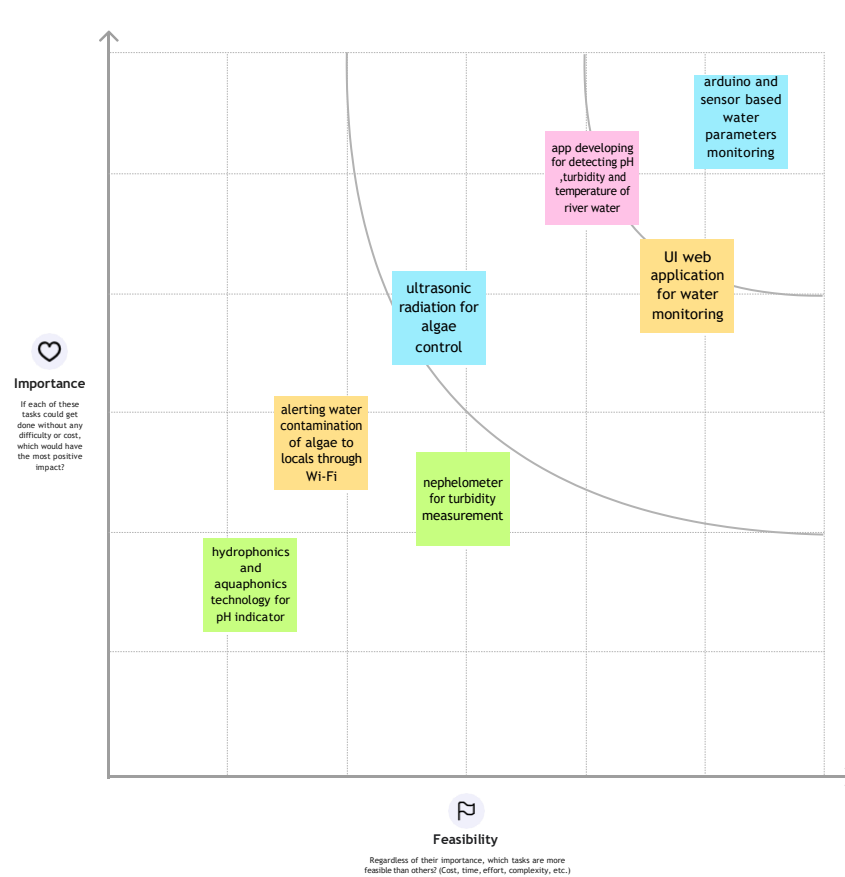 arduino and
sensor based
water
parameters
monitoring
app developing
for detecting pH
,turbidity and
temperature of
river water
UI web
application
for water
monitoring
ultrasonic
radiation for
algae
control
Importance
If each of these
tasks could get
done without any
difficulty or cost,
which would have
the most positive
impact?
alerting water
contamination
of algae to
locals through
Wi-Fi
nephelometer
for turbidity
measurement
hydrophonics
and
aquaphonics
technology for
pH indicator
Feasibility
Regardless of their importance, which tasks are more
feasible than others? (Cost, time, effort, complexity, etc.)